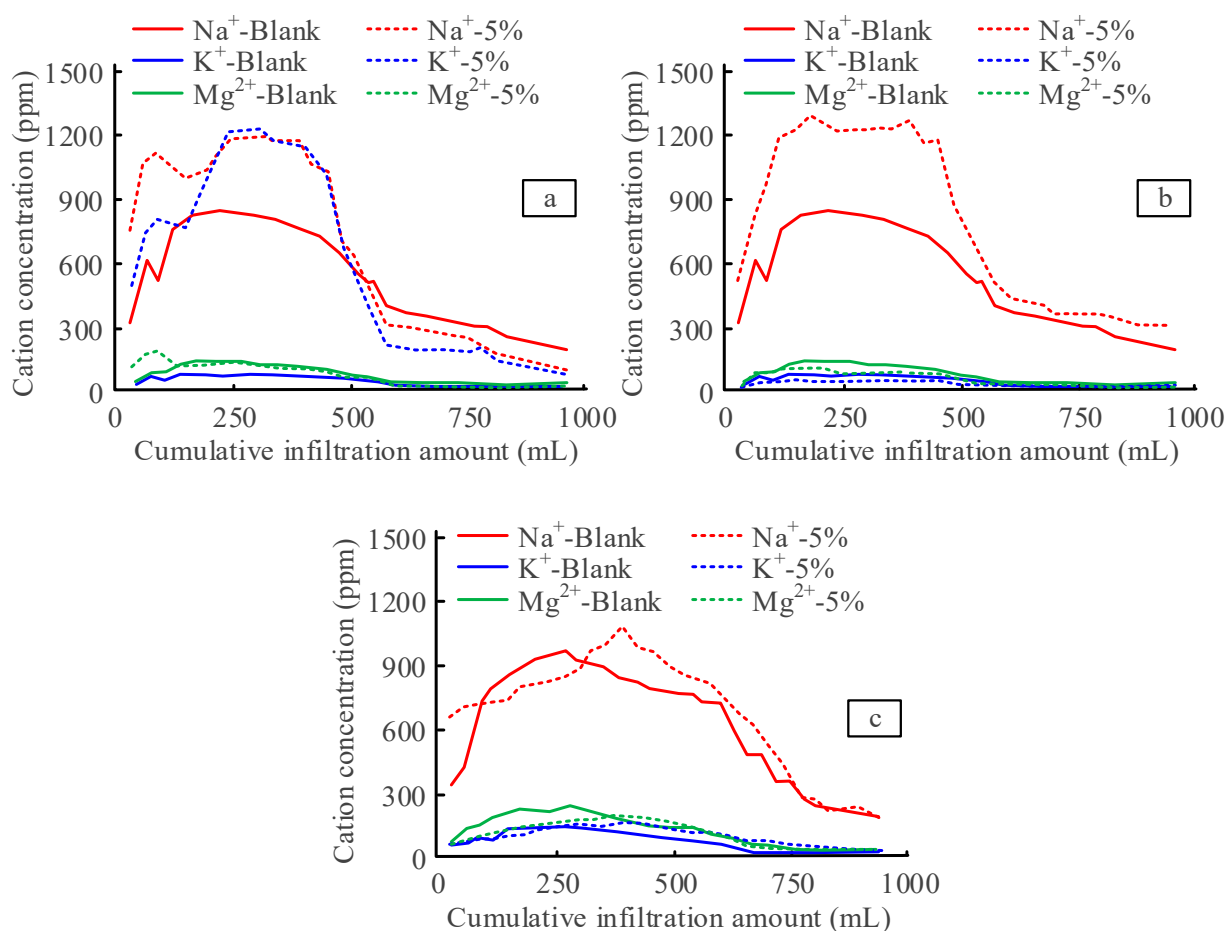 Na⁺-Blank Na⁺-5%
K⁺-Blank K⁺-5%
Mg²⁺-Blank Mg²⁺-5%
Cation concentration (ppm)
1500
1200
900
600
300
0
a
0 250 500 750 1000
Cumulative infiltration amount (mL)
Na⁺-Blank Na⁺-5%
K⁺-Blank K⁺-5%
Mg²⁺-Blank Mg²⁺-5%
Cation concentration (ppm)
1500
1200
900
600
300
0
b
0 250 500 750 1000
Cumulative infiltration amount (mL)
Na⁺-Blank Na⁺-5%
K⁺-Blank K⁺-5%
Mg²⁺-Blank Mg²⁺-5%
Cation concentration (ppm)
1500
1200
900
600
300
0
c
0 250 500 750 1000
Cumulative infiltration amount (mL)